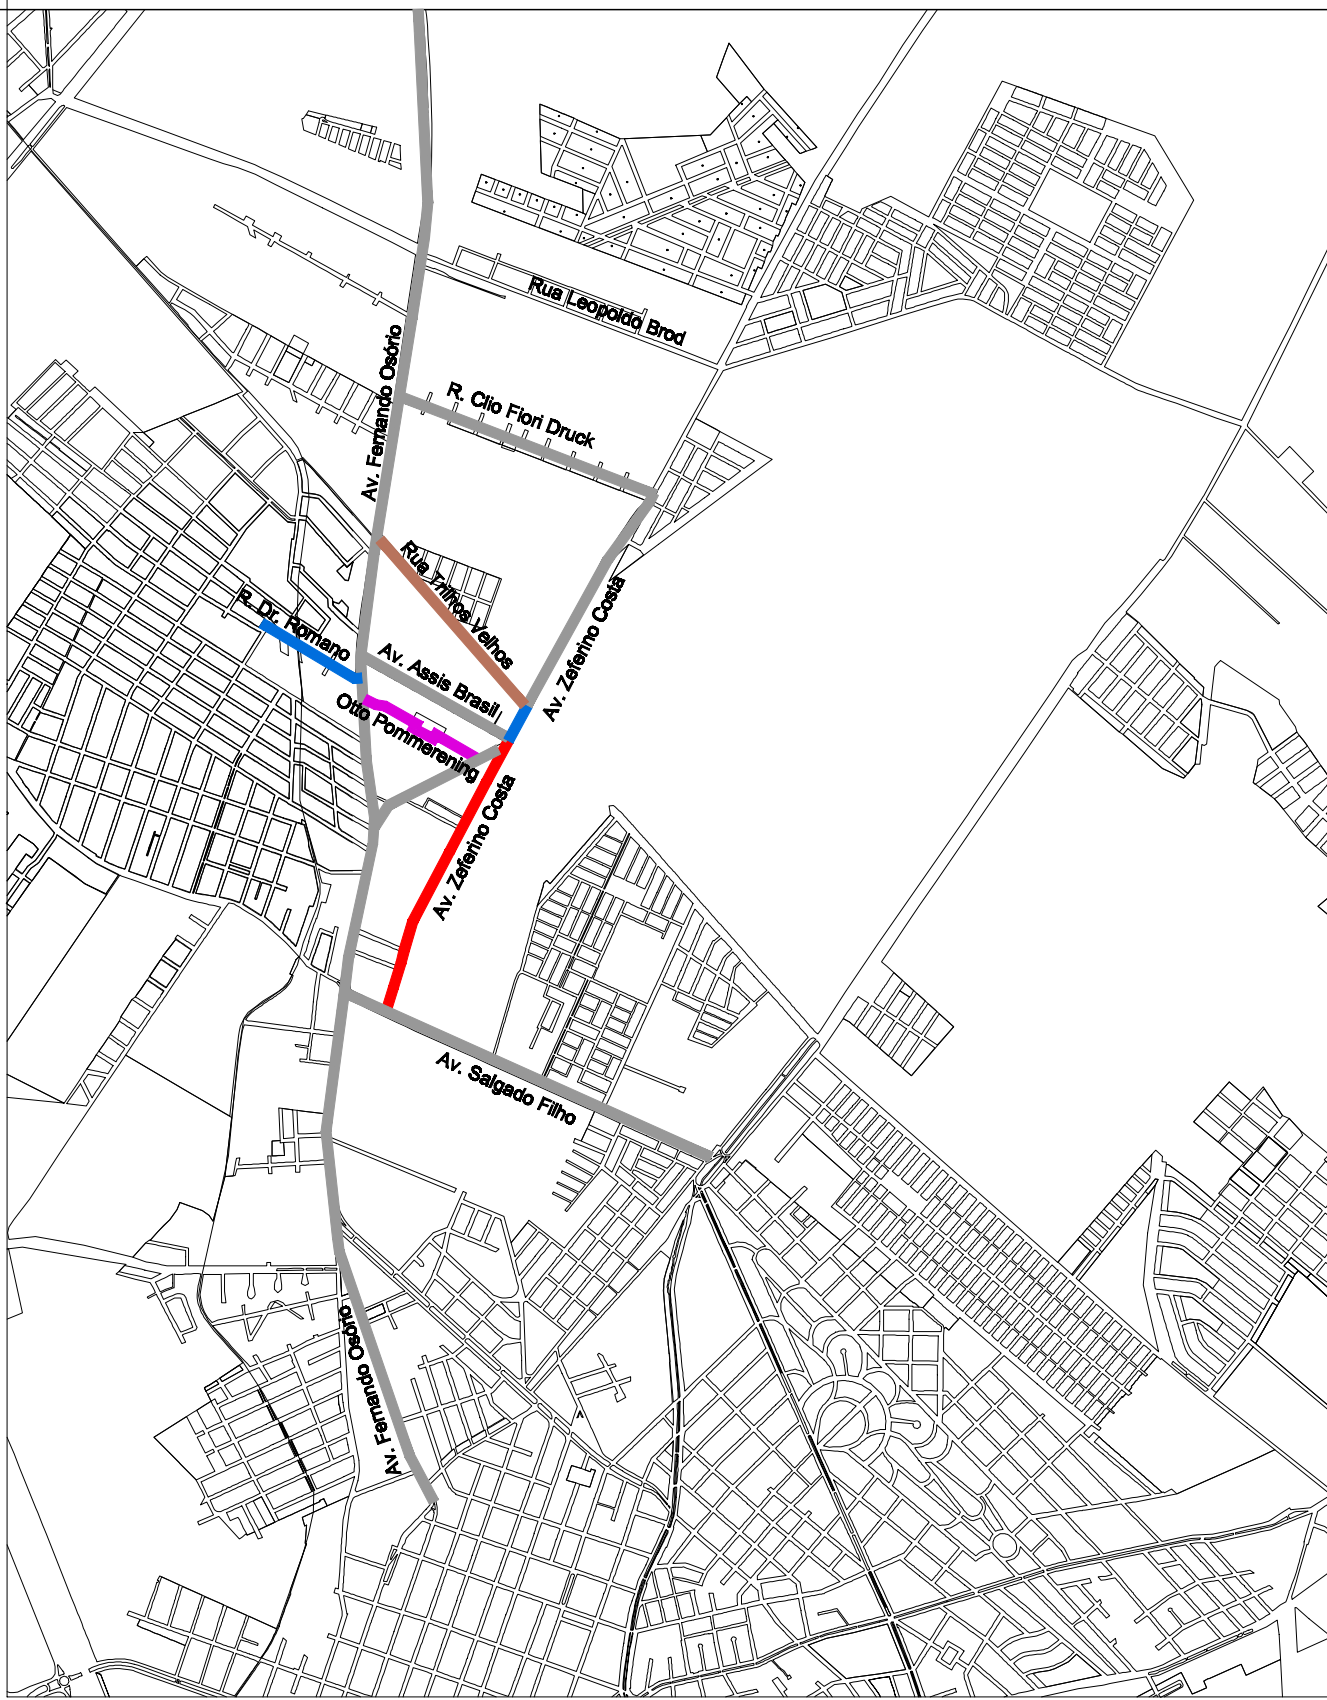 Rua Leopoldo Brod
Av. Fernando Osório
R. Clio Fiori Druck
Rua Trilhos Velhos
Av. Zeferino Costa
R. Dr. Romano
Av. Assis Brasil
Otto Pommerening
Av. Zeferino Costa
Av. Salgado Filho
Av. Fernando Osório